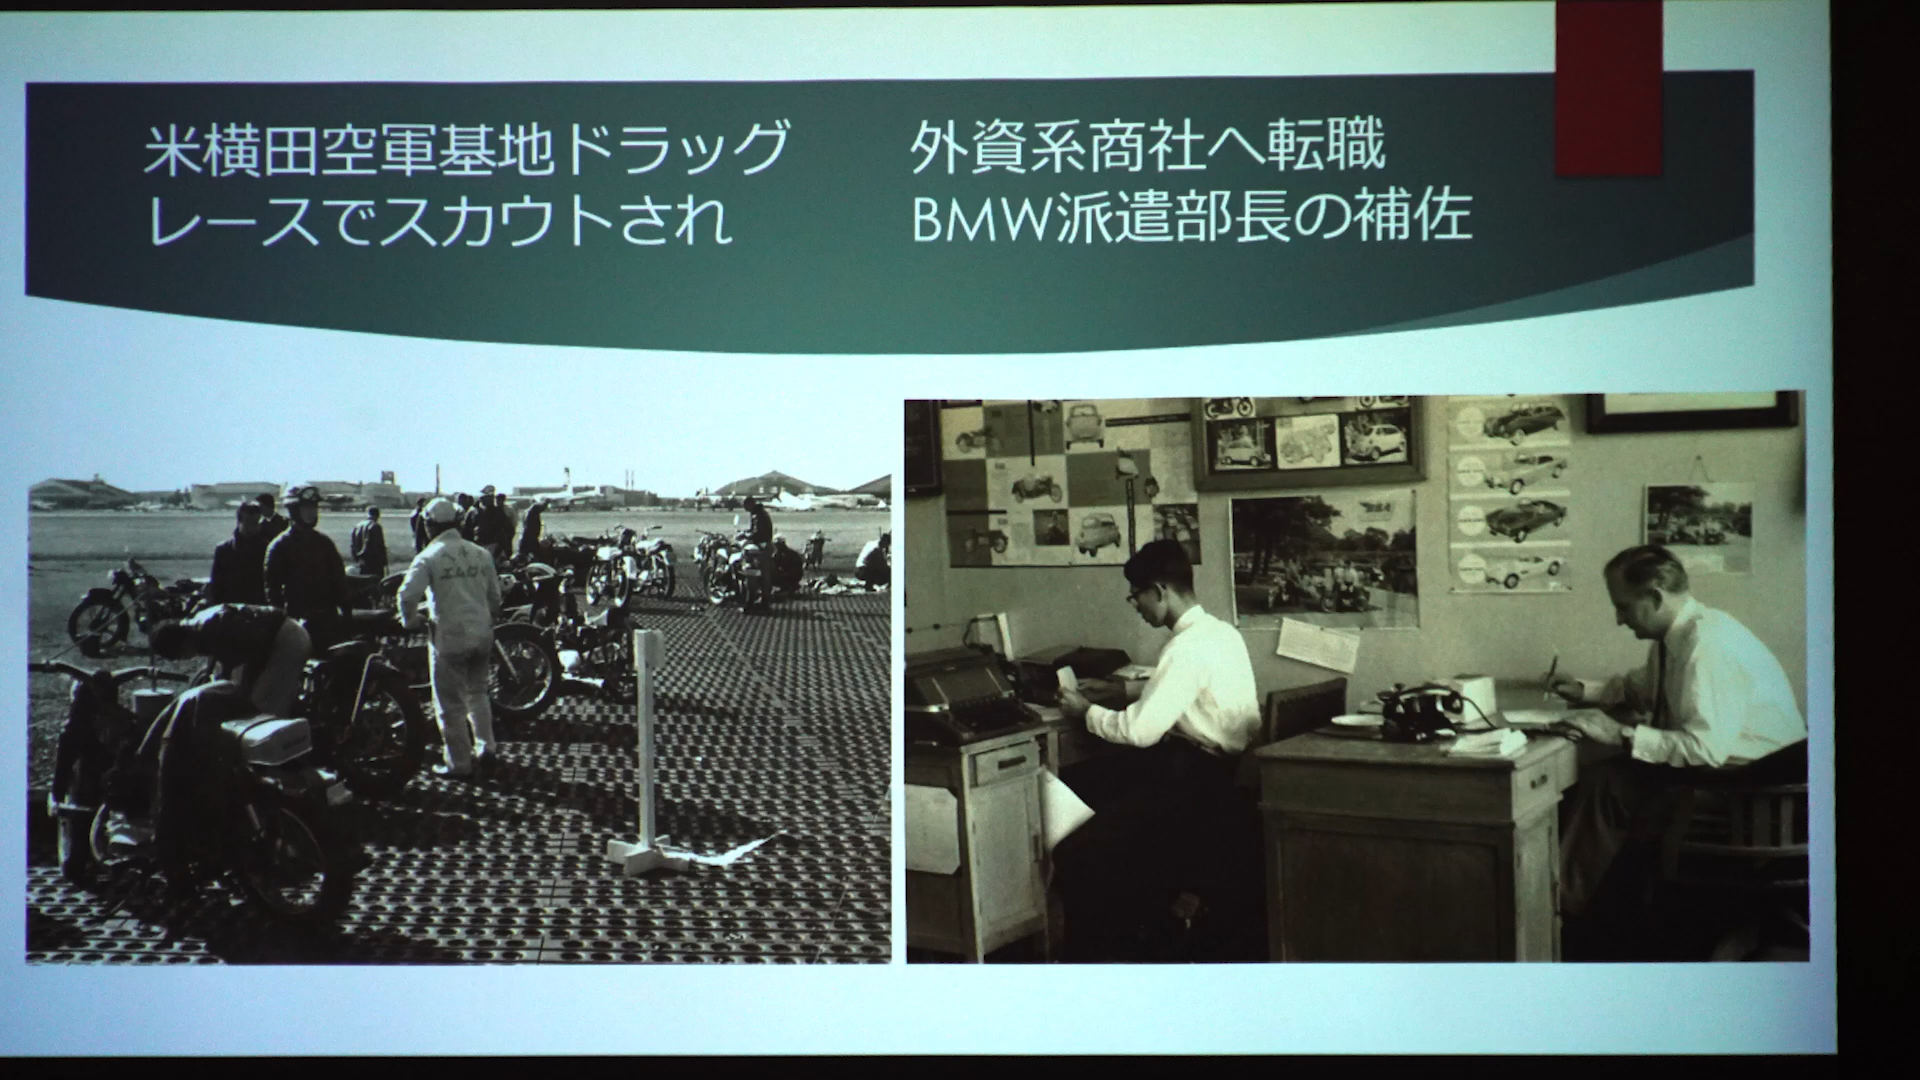 米横田空軍基地ドラッグ
レースでスカウトされ
外資系商社へ転職
BMW派遣部長の補佐